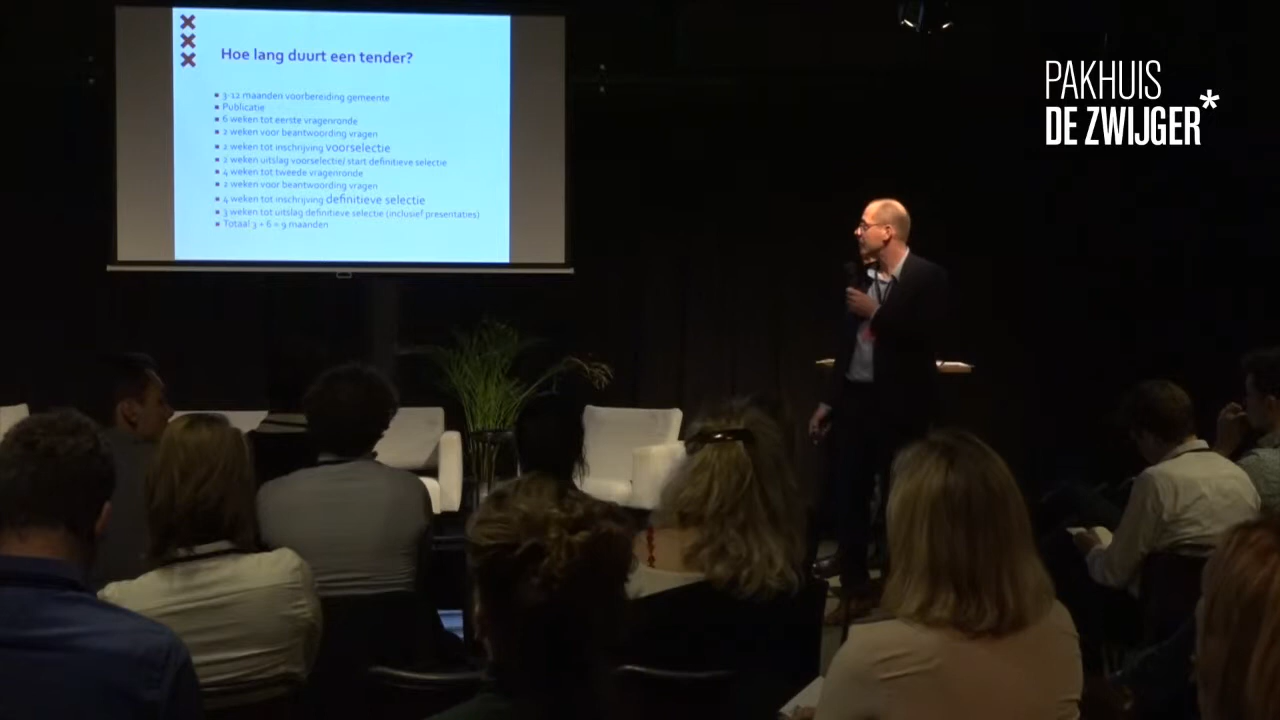 Hoe lang duurt een tender?
3-12 maanden voorbereiding gemeente
Publicatie
6 weken tot eerste vragenronde
2 weken voor beantwoording vragen
2 weken tot inschrijving voorselectie
2 weken uitslag voorselectie/ start definitieve selectie
4 weken tot tweede vragenronde
2 weken voor beantwoording vragen
4 weken tot inschrijving definitieve selectie
3 weken tot uitslag definitieve selectie (inclusief presentaties)
Totaal 3 + 6 = 9 maanden
PAKHUIS
DE ZWIJGER*